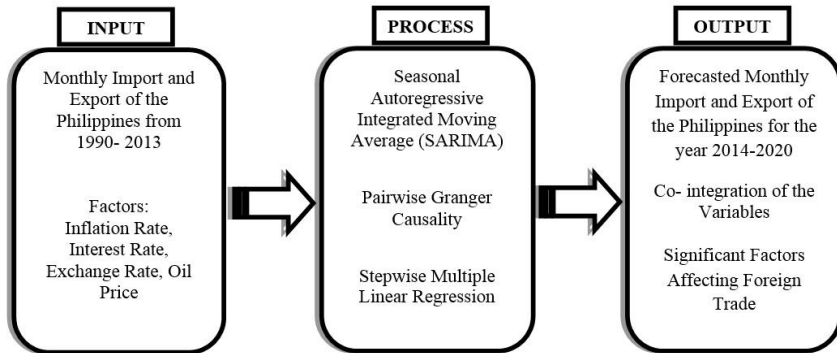 INPUT
Monthly Import and
Export of the
Philippines from
1990- 2013
Factors:
Inflation Rate,
Interest Rate,
Exchange Rate, Oil
Price
PROCESS
Seasonal
Autoregressive
Integrated Moving
Average (SARIMA)
Pairwise Granger
Causality
Stepwise Multiple
Linear Regression
OUTPUT
Forecasted Monthly
Import and Export of
the Philippines for the
year 2014-2020
Co- integration of the
Variables
Significant Factors
Affecting Foreign
Trade